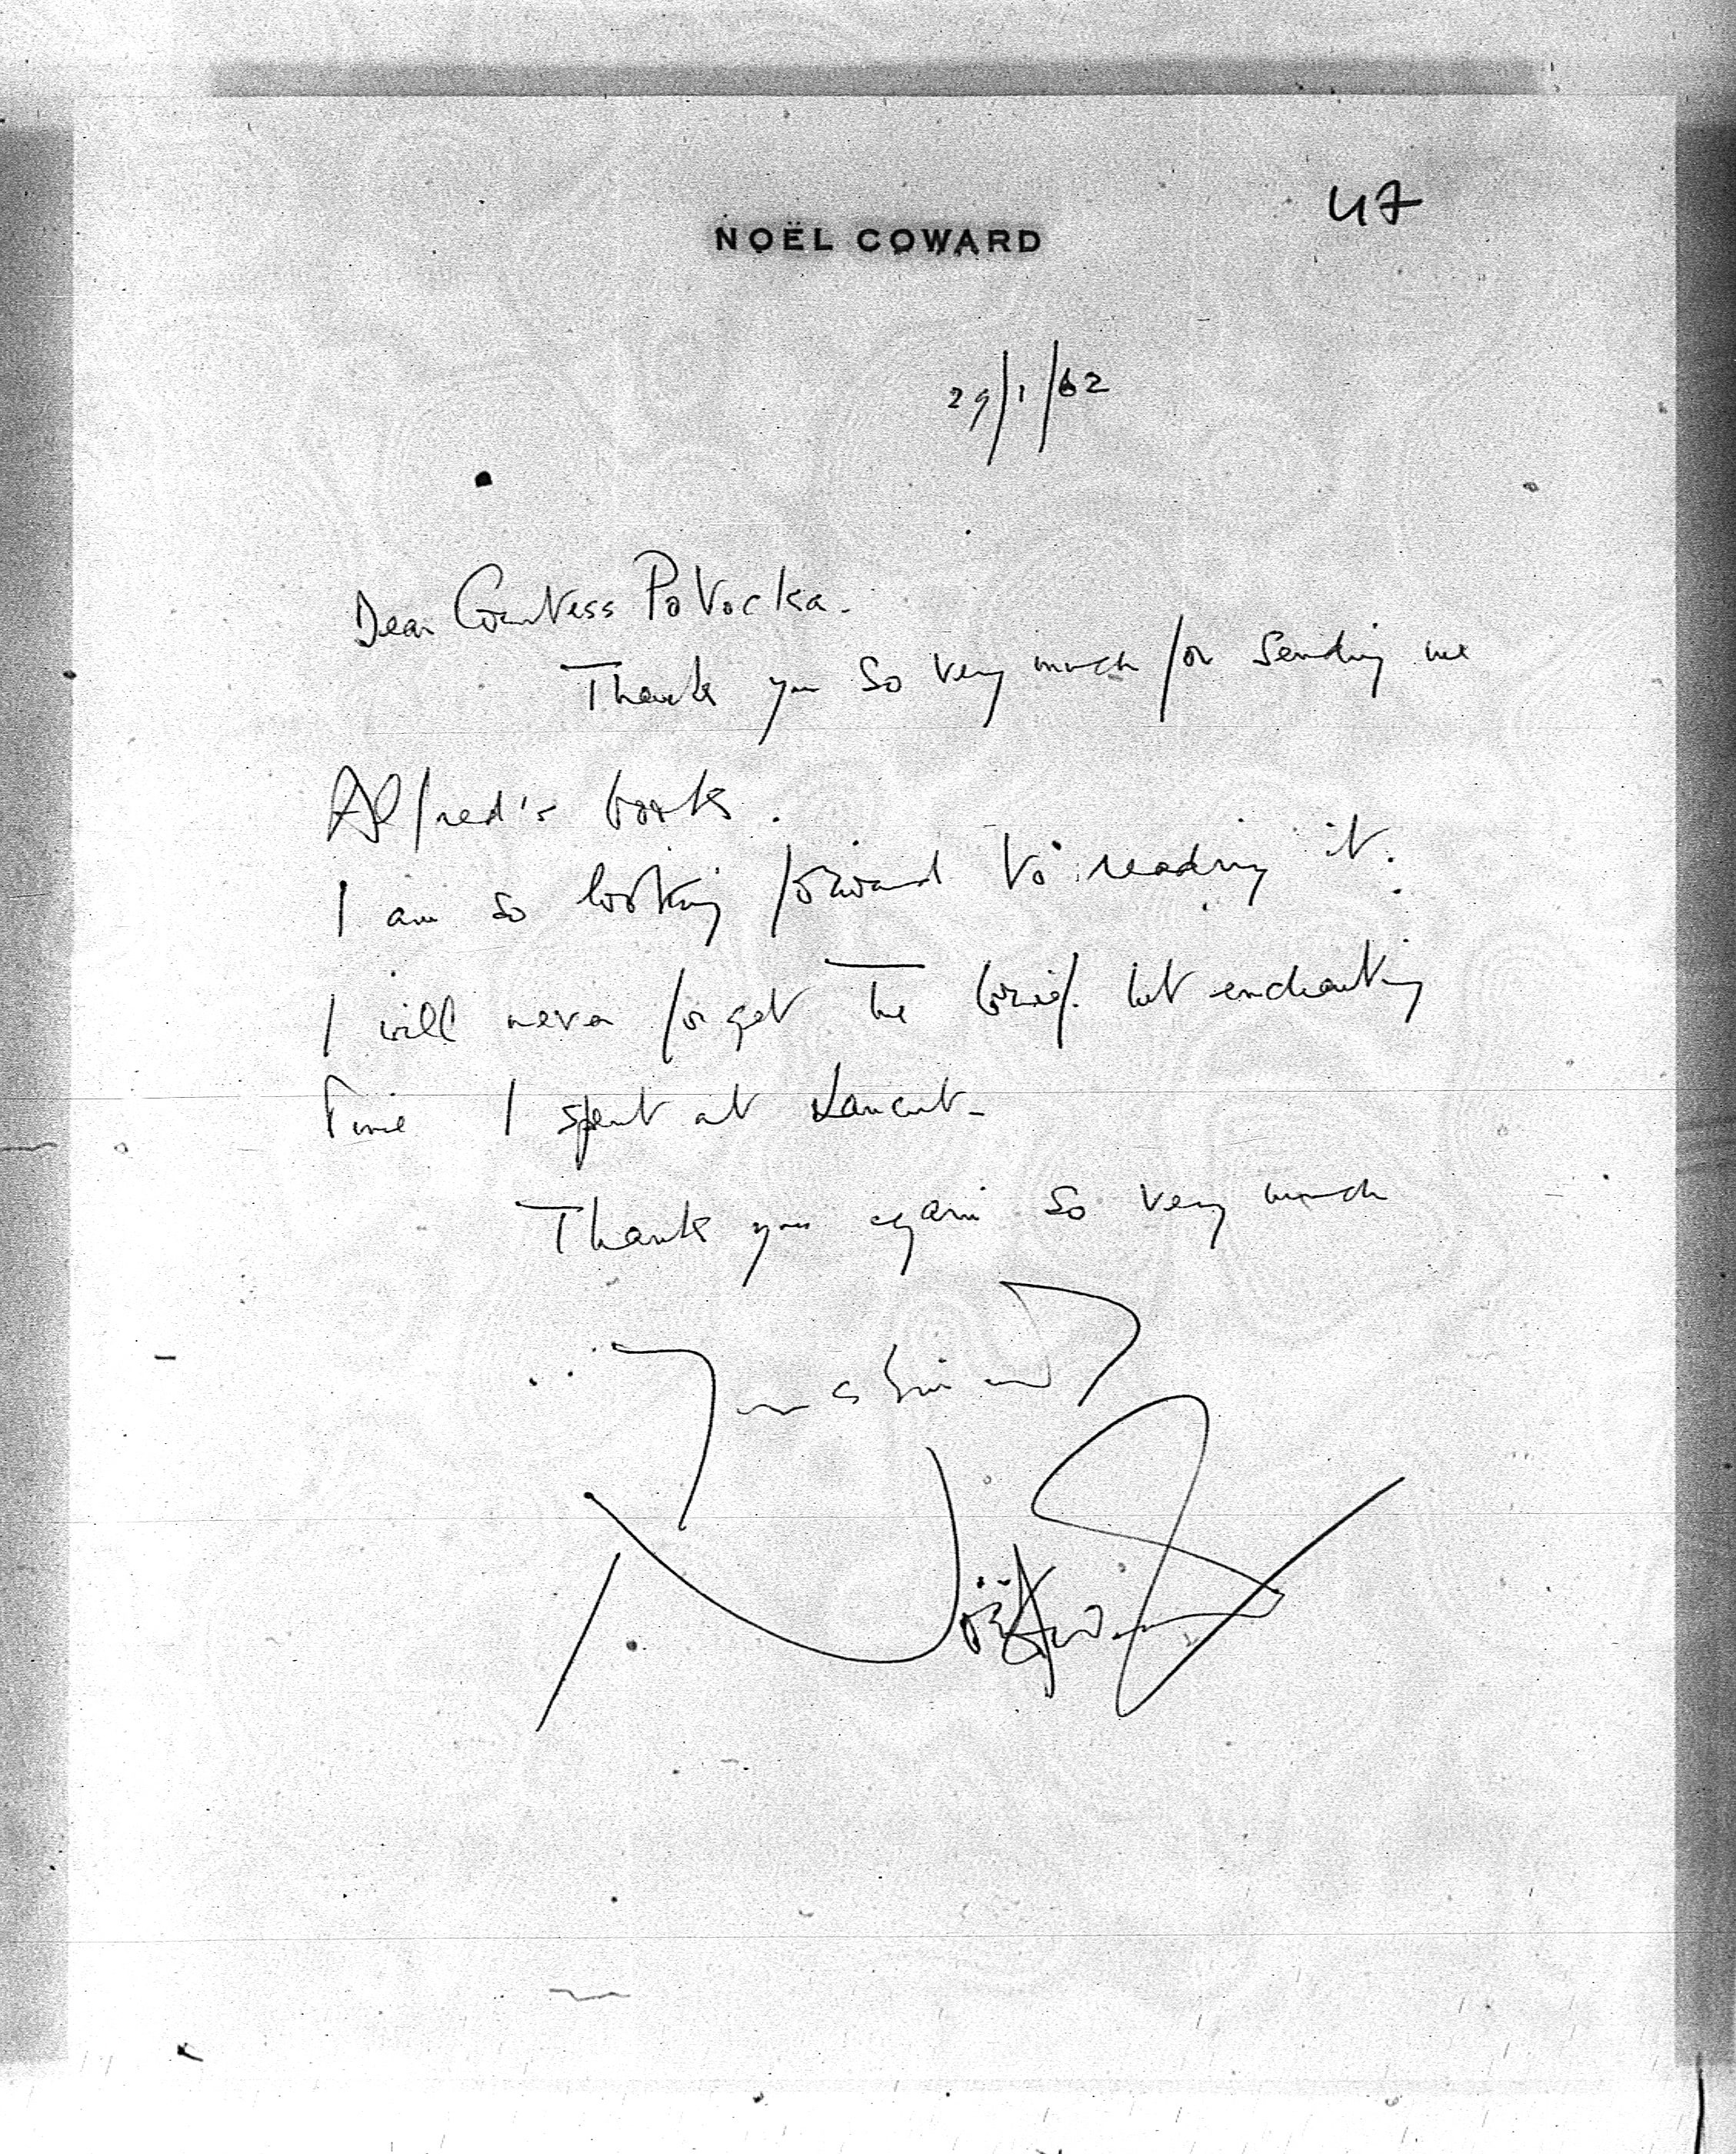 47
NOËL COWARD
29/1/62
Dear Countess Potocka.
Thank you so very much for sending me
Alfred's book.
I am so looking forward to reading it.
I will never forget the brief but enchanting
time I spent at Lancut.
Thank you again so very much
Yours sincerely
Noël Coward